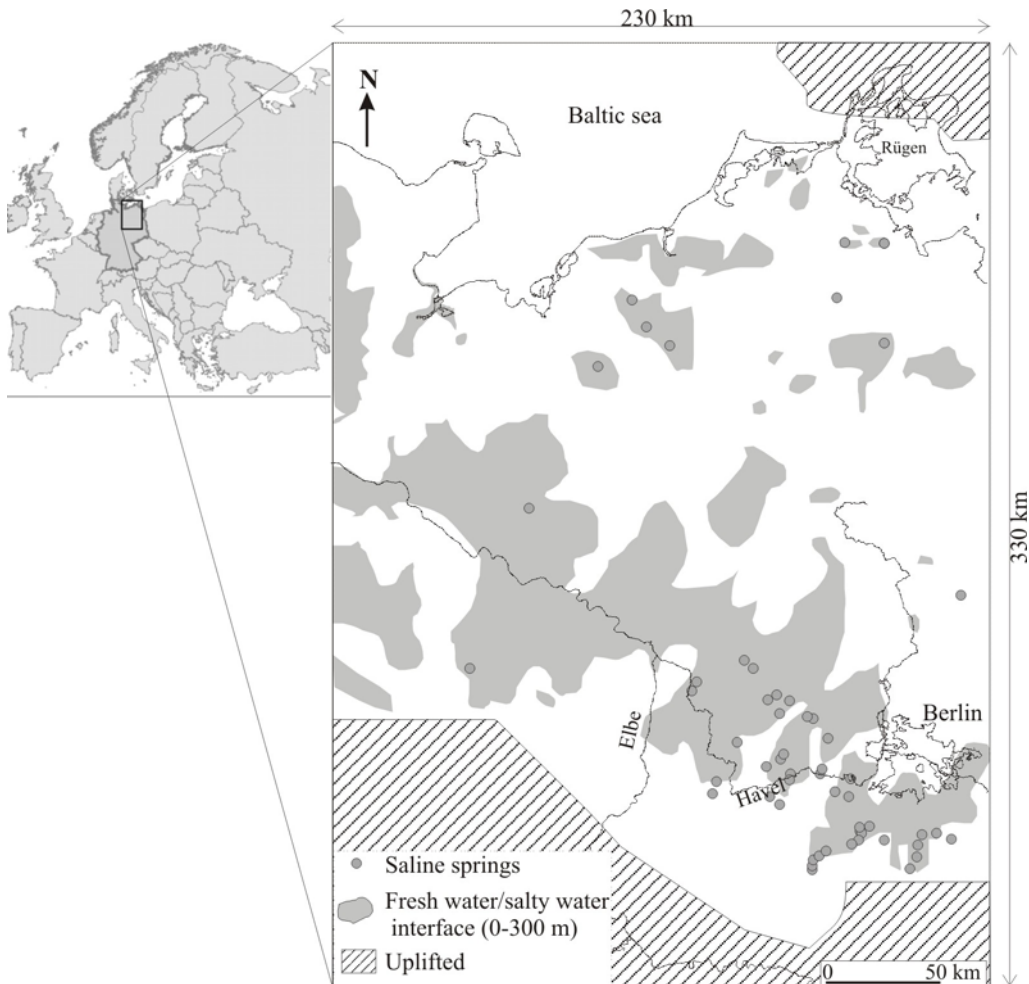 230 km
N
Baltic sea
Rügen
330 km
Berlin
Elbe
Havel
Saline springs
Fresh water/salty water
interface (0-300 m)
Uplifted
0 50 km